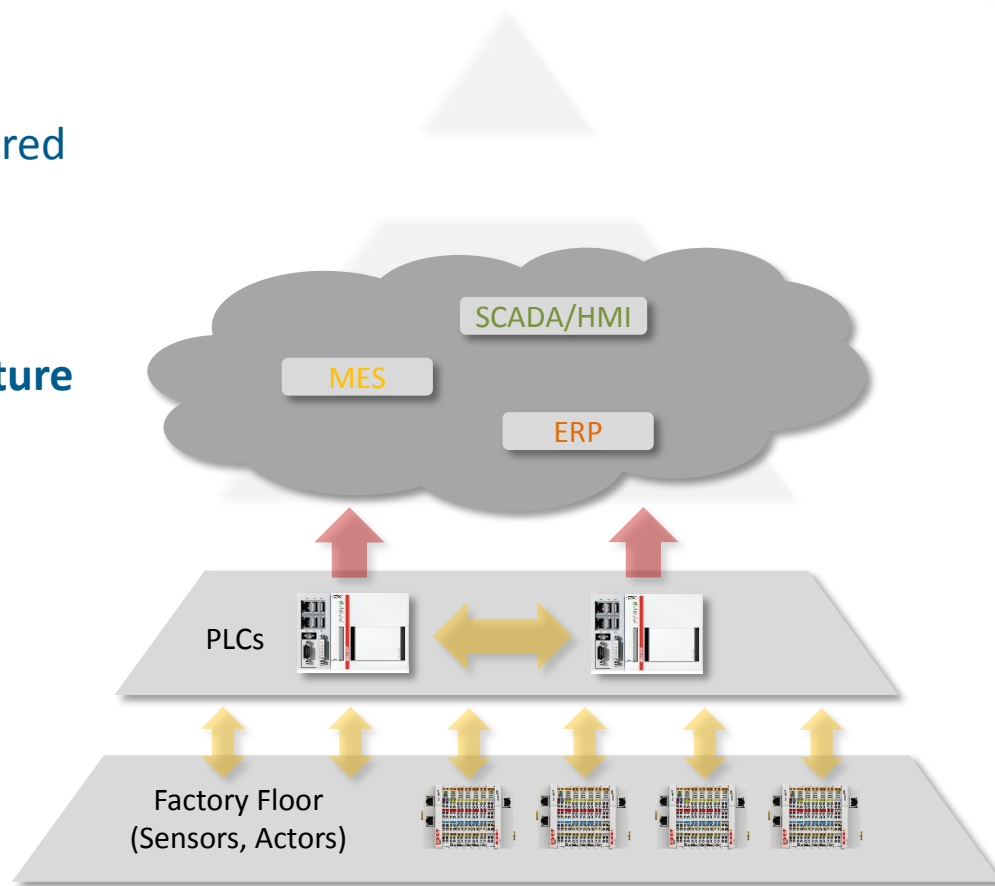 red
ture
SCADA/HMI
MES
ERP
PLCs
Factory Floor
(Sensors, Actors)